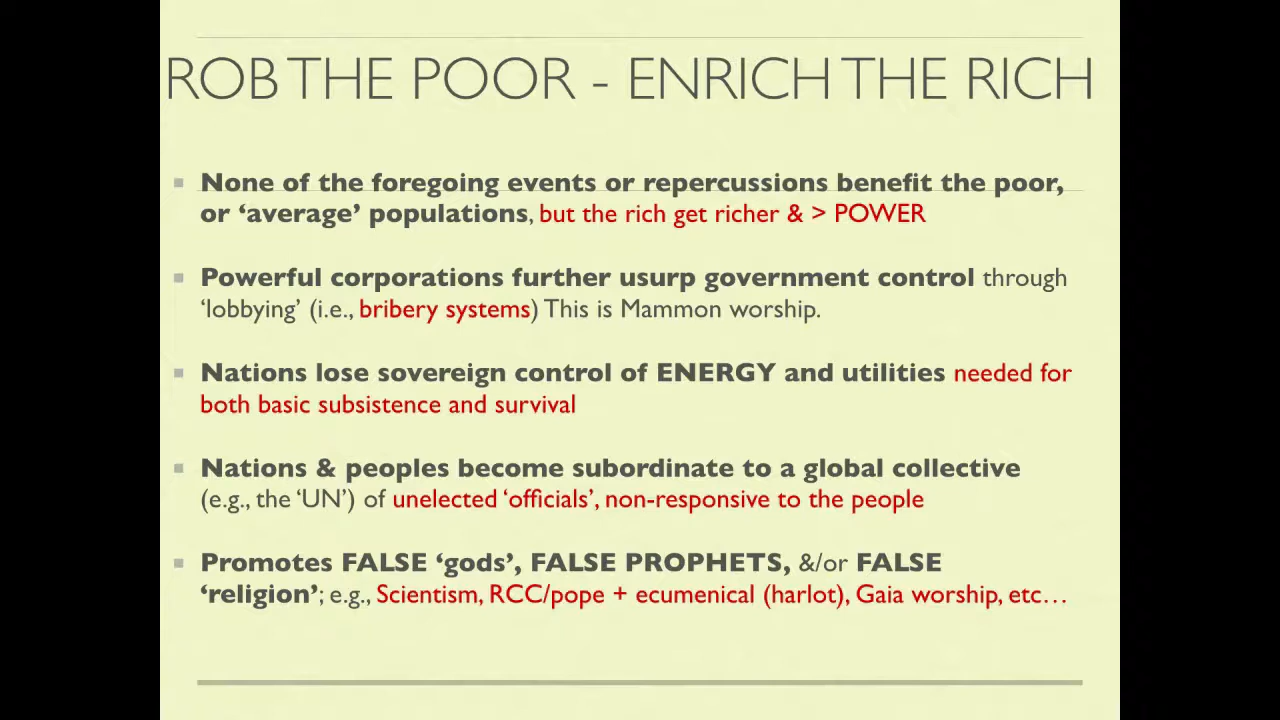 ROB THE POOR - ENRICH THE RICH
None of the foregoing events or repercussions benefit the poor,
or ‘average’ populations, but the rich get richer & > POWER
Powerful corporations further usurp government control through
‘lobbying’ (i.e., bribery systems) This is Mammon worship.
Nations lose sovereign control of ENERGY and utilities needed for
both basic subsistence and survival
Nations & peoples become subordinate to a global collective
(e.g., the ‘UN’) of unelected ‘officials’, non-responsive to the people
Promotes FALSE ‘gods’, FALSE PROPHETS, &/or FALSE
‘religion’; e.g., Scientism, RCC/pope + ecumenical (harlot), Gaia worship, etc…